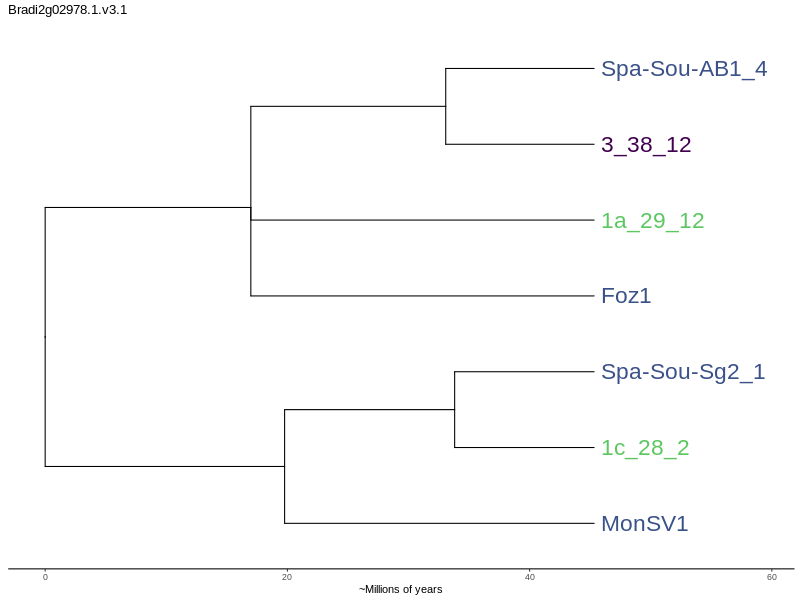 Bradi2g02978.1.v3.1
Spa-Sou-AB1_4
3_38_12
1a_29_12
Foz1
Spa-Sou-Sg2_1
1c_28_2
MonSV1
0 20 40 60
~Millions of years